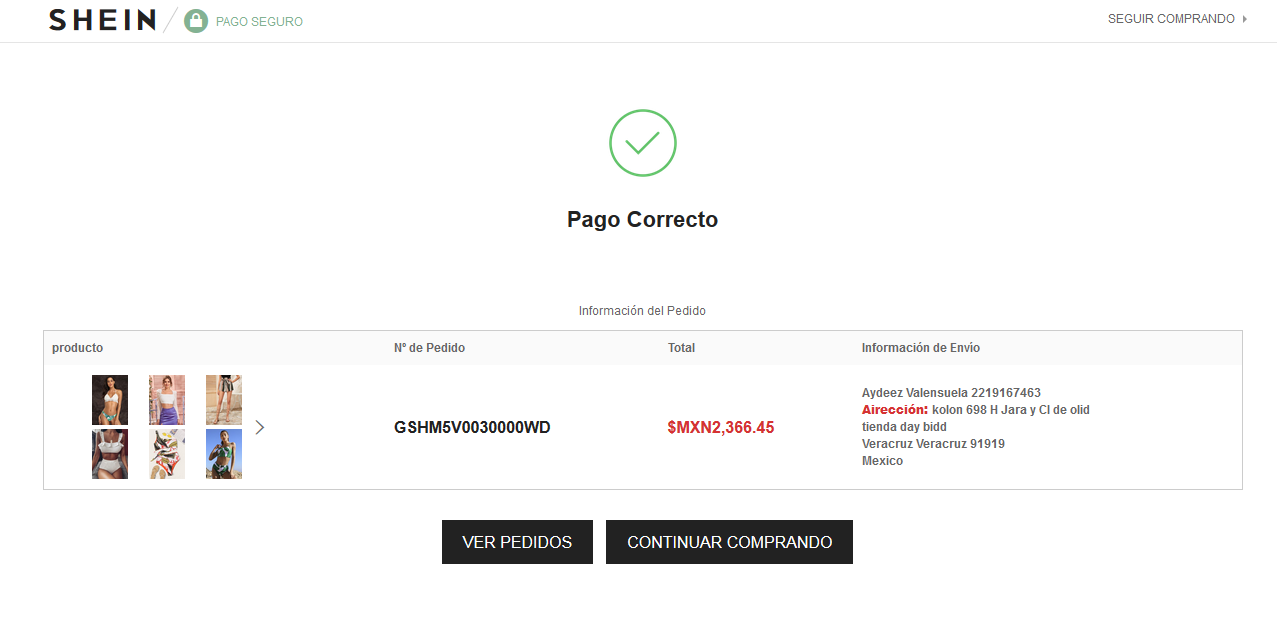 SHEIN PAGO SEGURO
SEGUIR COMPRANDO
Pago Correcto
Información del Pedido
producto Nº de Pedido Total Información de Envío
GSHM5V0030000WD $MXN2,366.45
Aydeez Valensuela 2219167463
Airección: kolon 698 H Jara y Cl de olid
tienda day bidd
Veracruz Veracruz 91919
Mexico
VER PEDIDOS CONTINUAR COMPRANDO